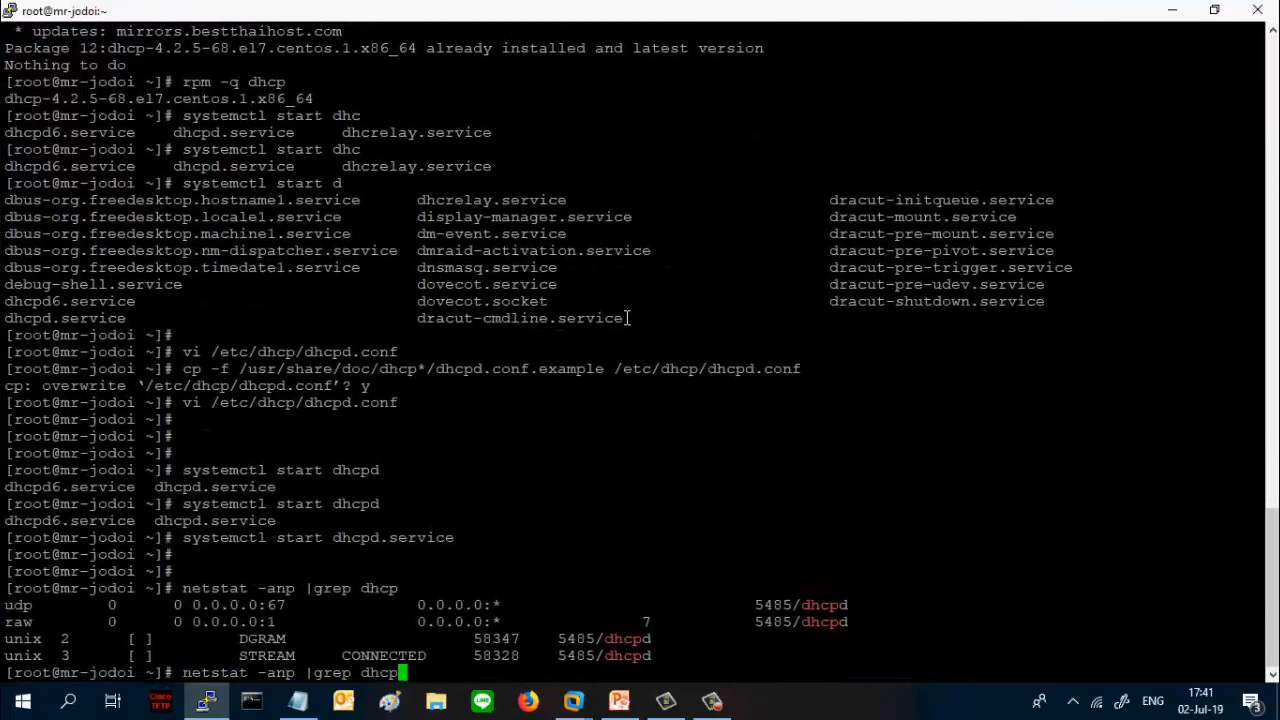 root@mr-jodoi:~
* updates: mirrors.bestthaihost.com
Package 12:dhcp-4.2.5-68.el7.centos.1.x86_64 already installed and latest version
Nothing to do
[root@mr-jodoi ~]# rpm -q dhcp
dhcp-4.2.5-68.el7.centos.1.x86_64
[root@mr-jodoi ~]# systemctl start dhc
dhcpd6.service dhcpd.service dhcrelay.service
[root@mr-jodoi ~]# systemctl start dhc
dhcpd6.service dhcpd.service dhcrelay.service
[root@mr-jodoi ~]# systemctl start d
dbus-org.freedesktop.hostname1.service dhcrelay.service dracut-initqueue.service
dbus-org.freedesktop.locale1.service display-manager.service dracut-mount.service
dbus-org.freedesktop.machine1.service dm-event.service dracut-pre-mount.service
dbus-org.freedesktop.nm-dispatcher.service dmraid-activation.service dracut-pre-pivot.service
dbus-org.freedesktop.timedate1.service dnsmasq.service dracut-pre-trigger.service
debug-shell.service dovecot.service dracut-pre-udev.service
dhcpd6.service dovecot.socket dracut-shutdown.service
dhcpd.service dracut-cmdline.service
[root@mr-jodoi ~]#
[root@mr-jodoi ~]# vi /etc/dhcp/dhcpd.conf
[root@mr-jodoi ~]# cp -f /usr/share/doc/dhcp*/dhcpd.conf.example /etc/dhcp/dhcpd.conf
cp: overwrite ‘/etc/dhcp/dhcpd.conf’? y
[root@mr-jodoi ~]# vi /etc/dhcp/dhcpd.conf
[root@mr-jodoi ~]#
[root@mr-jodoi ~]#
[root@mr-jodoi ~]#
[root@mr-jodoi ~]# systemctl start dhcpd
dhcpd6.service dhcpd.service
[root@mr-jodoi ~]# systemctl start dhcpd
dhcpd6.service dhcpd.service
[root@mr-jodoi ~]# systemctl start dhcpd.service
[root@mr-jodoi ~]#
[root@mr-jodoi ~]#
[root@mr-jodoi ~]# netstat -anp |grep dhcp
udp 0 0 0.0.0.0:67 0.0.0.0:* 5485/dhcpd
raw 0 0 0.0.0.0:1 0.0.0.0:* 7 5485/dhcpd
unix 2 [ ] DGRAM 58347 5485/dhcpd
unix 3 [ ] STREAM CONNECTED 58328 5485/dhcpd
[root@mr-jodoi ~]# netstat -anp |grep dhcp
Cisco TFTP
LINE
ENG
17:41
02-Jul-19
3